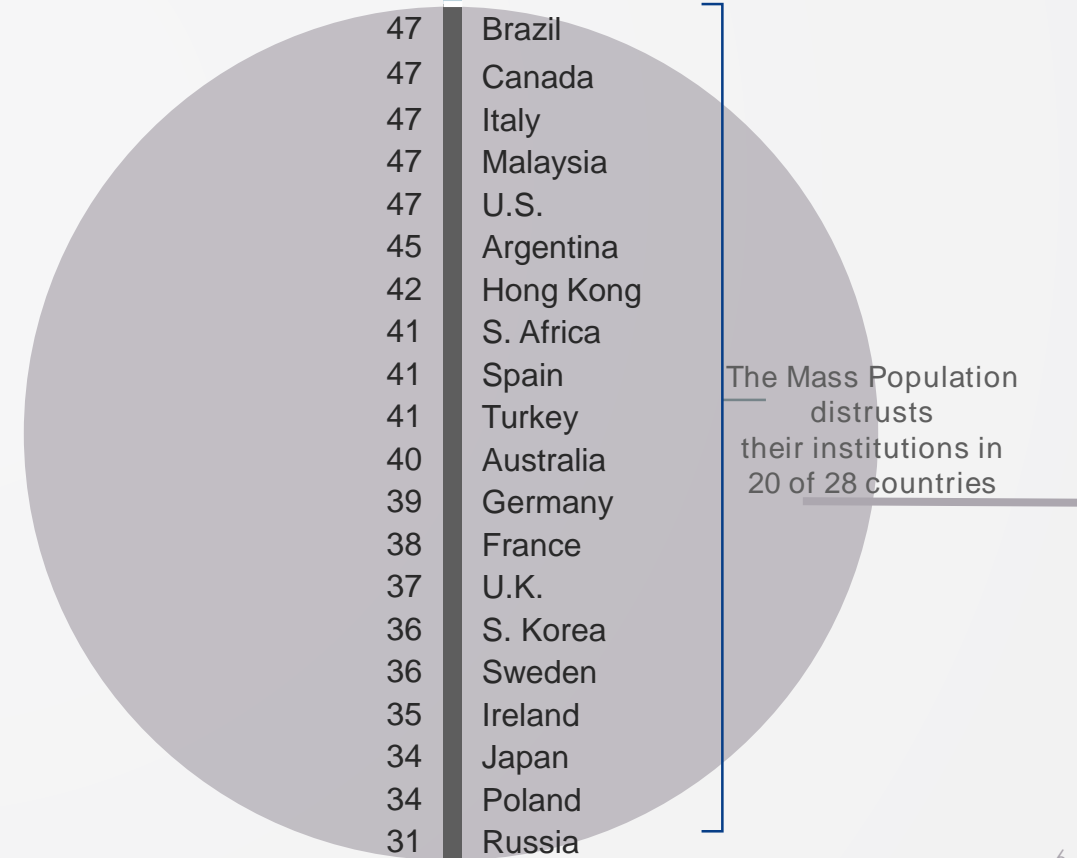 47 Brazil
47 Canada
47 Italy
47 Malaysia
47 U.S.
45 Argentina
42 Hong Kong
41 S. Africa
41 Spain
41 Turkey
40 Australia
39 Germany
38 France
37 U.K.
36 S. Korea
36 Sweden
35 Ireland
34 Japan
34 Poland
31 Russia
The Mass Population
distrusts
their institutions in
20 of 28 countries